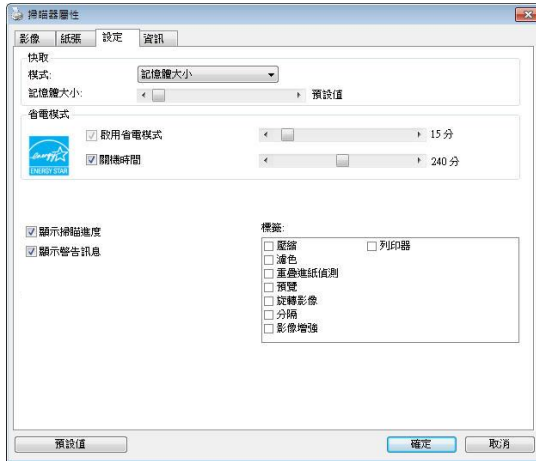 掃瞄器屬性
影像 紙張 設定 資訊
快取
模式: 記憶體大小
記憶體大小: 預設值
省電模式
啟用省電模式 15 分
關機時間 240 分
ENERGY STAR
顯示掃瞄進度
顯示警告訊息
標籤:
壓縮 列印器
濾色
重疊進紙偵測
預覽
旋轉影像
分隔
影像增強
預設值 確定 取消